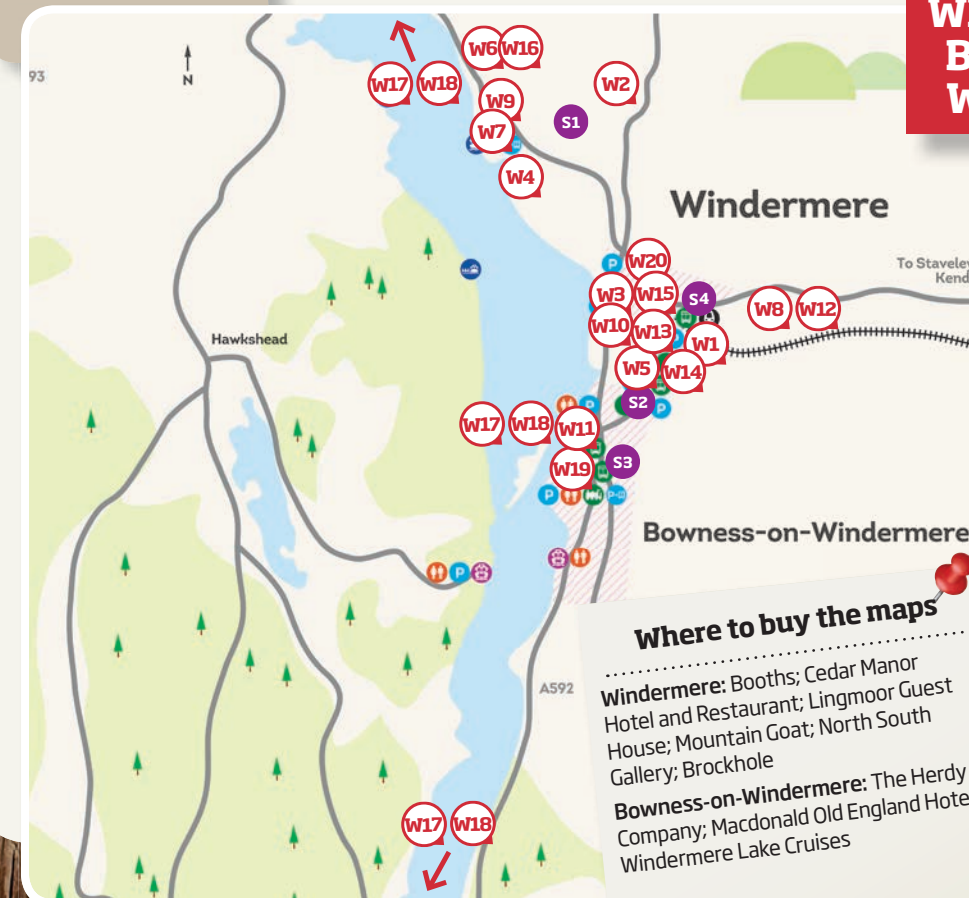 W
B
W
93
N
W6
W16
W17
W18
W9
W2
W7
S1
W4
Windermere
W20
To Staveley
Kend
W3
W15
S4
W8
W12
W10
W13
W1
Hawkshead
W5
W14
S2
W17
W18
W11
W19
S3
P
Bowness-on-Windermere
A592
W17
W18
Where to buy the maps
Windermere: Booths; Cedar Manor
Hotel and Restaurant; Lingmoor Guest
House; Mountain Goat; North South
Gallery; Brockhole
Bowness-on-Windermere: The Herdy
Company; Macdonald Old England Hote
Windermere Lake Cruises